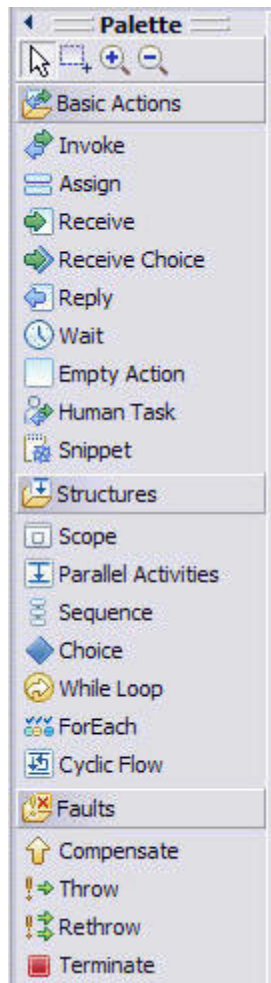 Palette
Basic Actions
Invoke
Assign
Receive
Receive Choice
Reply
Wait
Empty Action
Human Task
Snippet
Structures
Scope
Parallel Activities
Sequence
Choice
While Loop
ForEach
Cyclic Flow
Faults
Compensate
Throw
Rethrow
Terminate